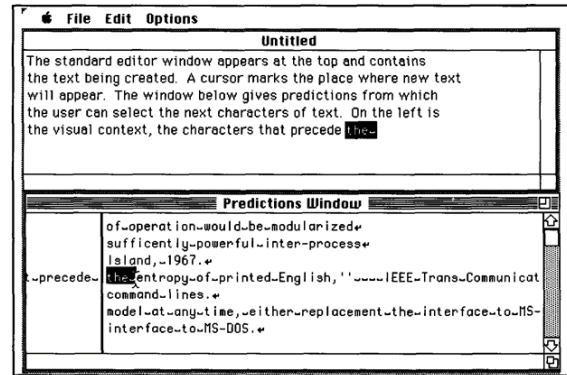 File Edit Options
Untitled
The standard editor window appears at the top and contains
the text being created. A cursor marks the place where new text
will appear. The window below gives predictions from which
the user can select the next characters of text. On the left is
the visual context, the characters that precede the␣
Predictions Window
of␣operation␣would␣be␣modularized↵
sufficently␣powerful␣inter-process↵
Island,␣1967.↵
t␣precede␣ the␣entropy␣of␣printed␣English,''␣␣␣␣IEEE␣Trans␣Communicat
command␣lines.↵
model␣at␣any␣time,␣either␣replacement␣the␣interface␣to␣MS-
interface␣to␣MS-DOS.↵